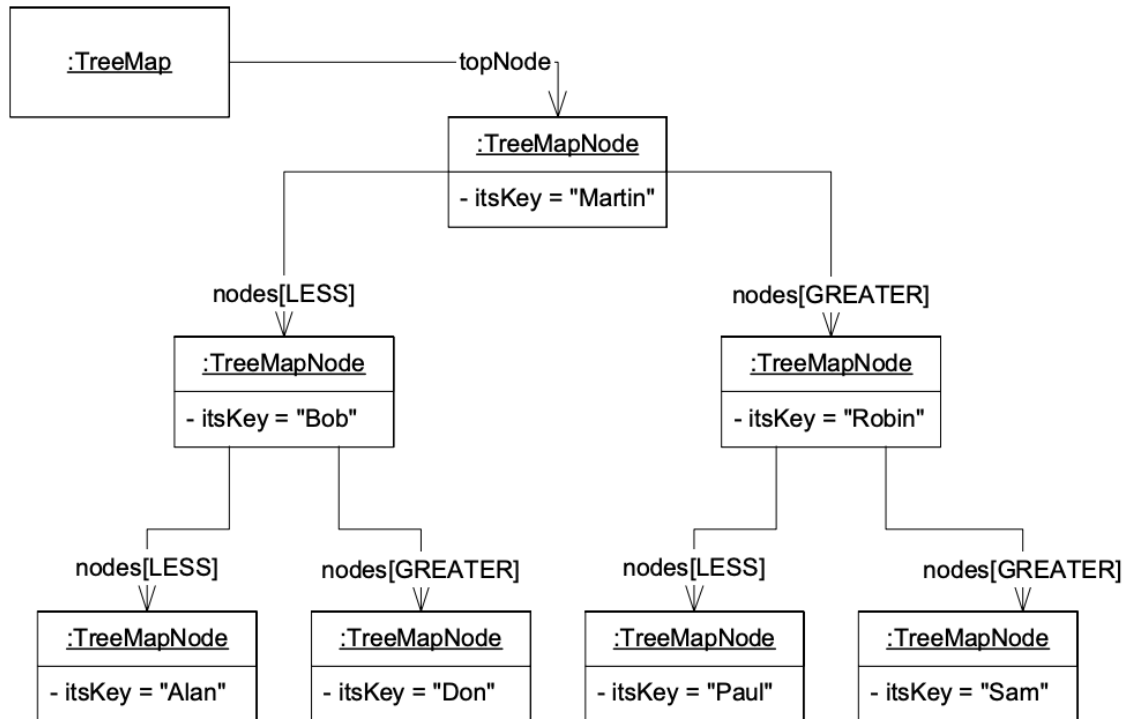 :TreeMap
topNode
:TreeMapNode
- itsKey = "Martin"
nodes[LESS]
nodes[GREATER]
:TreeMapNode
- itsKey = "Bob"
:TreeMapNode
- itsKey = "Robin"
nodes[LESS]
nodes[GREATER]
nodes[LESS]
nodes[GREATER]
:TreeMapNode
- itsKey = "Alan"
:TreeMapNode
- itsKey = "Don"
:TreeMapNode
- itsKey = "Paul"
:TreeMapNode
- itsKey = "Sam"